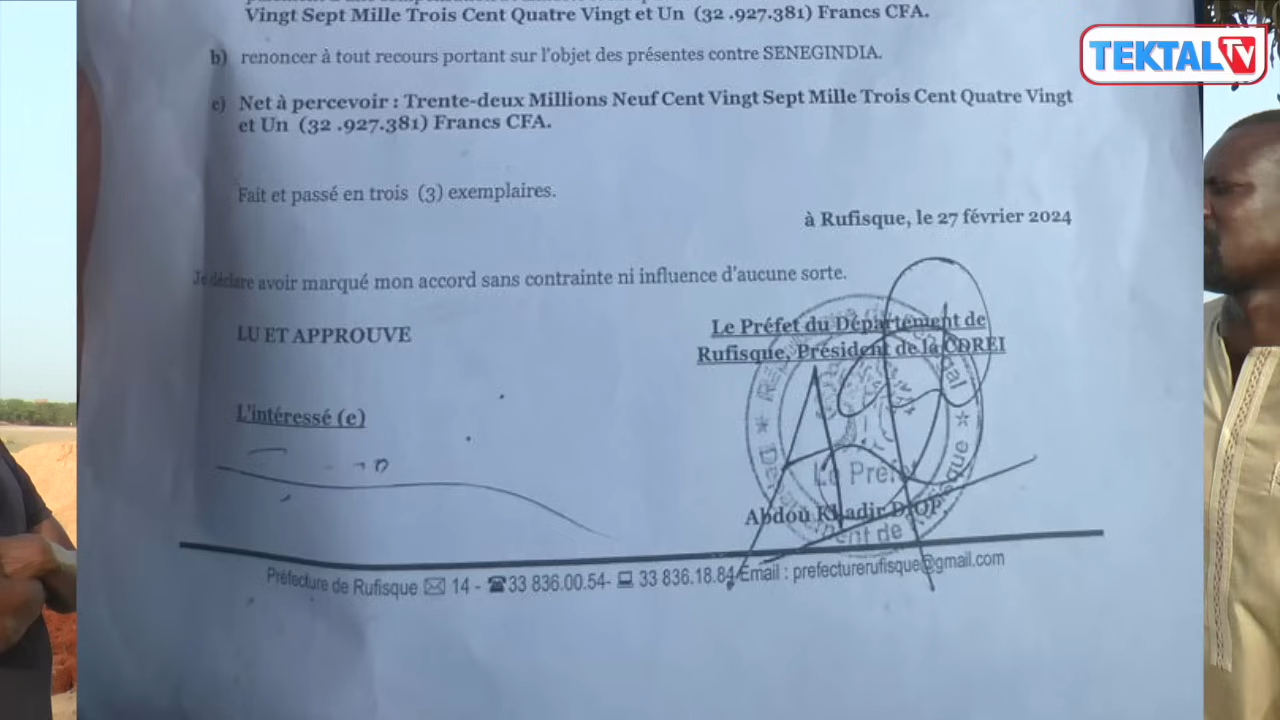 TEKTAL TV
Vingt Sept Mille Trois Cent Quatre Vingt et Un (32 .927.381) Francs CFA.
b) renoncer à tout recours portant sur l'objet des présentes contre SENEGINDIA.
c) Net à percevoir : Trente-deux Millions Neuf Cent Vingt Sept Mille Trois Cent Quatre Vingt
et Un (32 .927.381) Francs CFA.
Fait et passé en trois (3) exemplaires.
à Rufisque, le 27 février 2024
Je déclare avoir marqué mon accord sans contrainte ni influence d'aucune sorte.
LU ET APPROUVE
Le Préfet du Département de
Rufisque, Président de la CDREI
L'intéressé (e)
Le Préfet
Abdou Khadir DIOP
Préfecture de Rufisque 14 - 33 836.00.54- 33 836.18.84 Email : prefecturerufisque@gmail.com